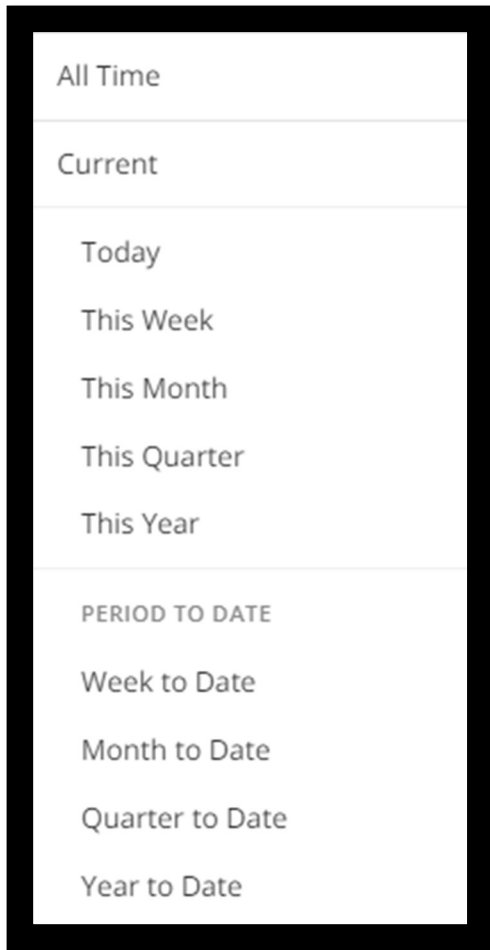 All Time
Current
Today
This Week
This Month
This Quarter
This Year
PERIOD TO DATE
Week to Date
Month to Date
Quarter to Date
Year to Date